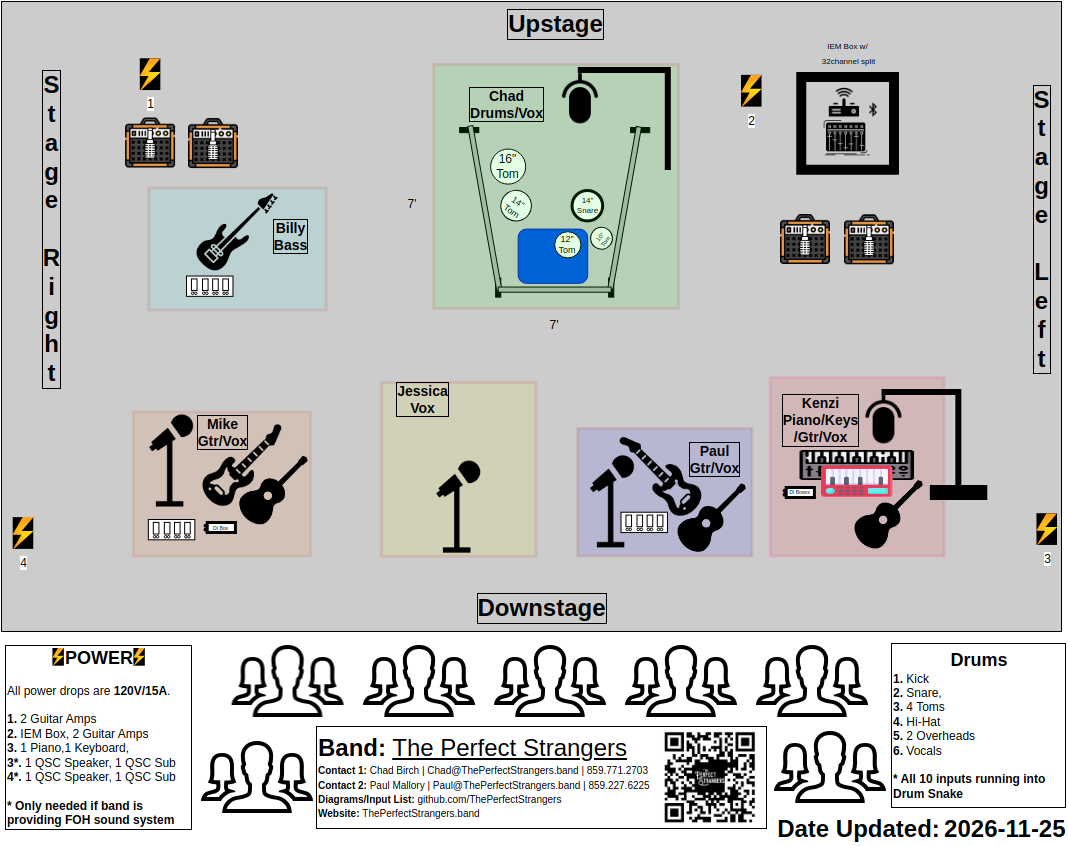 Upstage
IEM Box w/
32channel split
Stage Right
Stage Left
1
2
Chad
Drums/Vox
16"
Tom
14"
Tom
14"
Snare
12"
Tom
10"
Tom
7'
7'
Billy
Bass
Mike
Gtr/Vox
DI Box
Jessica
Vox
Paul
Gtr/Vox
Kenzi
Piano/Keys
/Gtr/Vox
DI Boxes
4
3
Downstage
POWER
All power drops are 120V/15A.
1. 2 Guitar Amps
2. IEM Box, 2 Guitar Amps
3. 1 Piano,1 Keyboard,
3*. 1 QSC Speaker, 1 QSC Sub
4*. 1 QSC Speaker, 1 QSC Sub
* Only needed if band is
providing FOH sound system
Band: The Perfect Strangers
Contact 1: Chad Birch | Chad@ThePerfectStrangers.band | 859.771.2703
Contact 2: Paul Mallory | Paul@ThePerfectStrangers.band | 859.227.6225
Diagrams/Input List: github.com/ThePerfectStrangers
Website: ThePerfectStrangers.band
Drums
1. Kick
2. Snare,
3. 4 Toms
4. Hi-Hat
5. 2 Overheads
6. Vocals
* All 10 inputs running into
Drum Snake
Date Updated: 2026-11-25